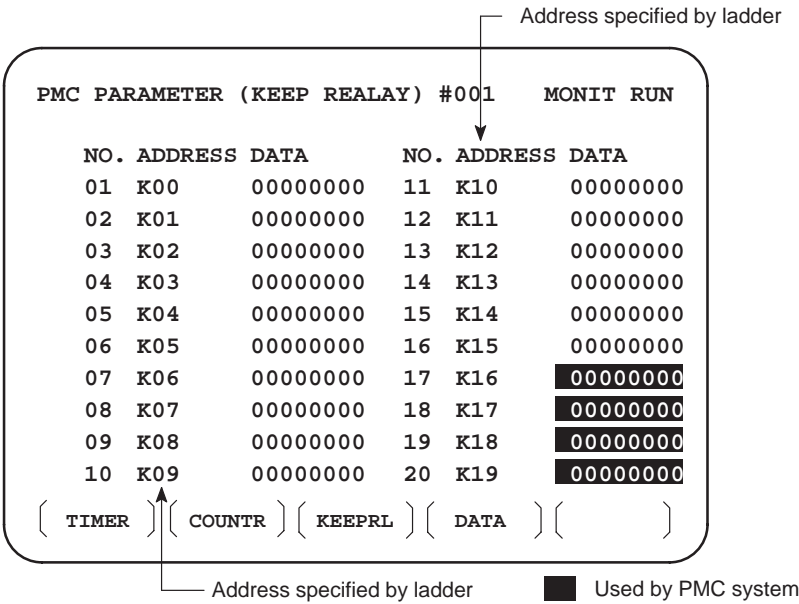 Address specified by ladder
PMC PARAMETER (KEEP REALAY) #001 MONIT RUN
NO. ADDRESS DATA NO. ADDRESS DATA
01 K00 00000000 11 K10 00000000
02 K01 00000000 12 K11 00000000
03 K02 00000000 13 K12 00000000
04 K03 00000000 14 K13 00000000
05 K04 00000000 15 K14 00000000
06 K05 00000000 16 K15 00000000
07 K06 00000000 17 K16 00000000
08 K07 00000000 18 K17 00000000
09 K08 00000000 19 K18 00000000
10 K09 00000000 20 K19 00000000
TIMER COUNTR KEEPRL DATA
Address specified by ladder Used by PMC system